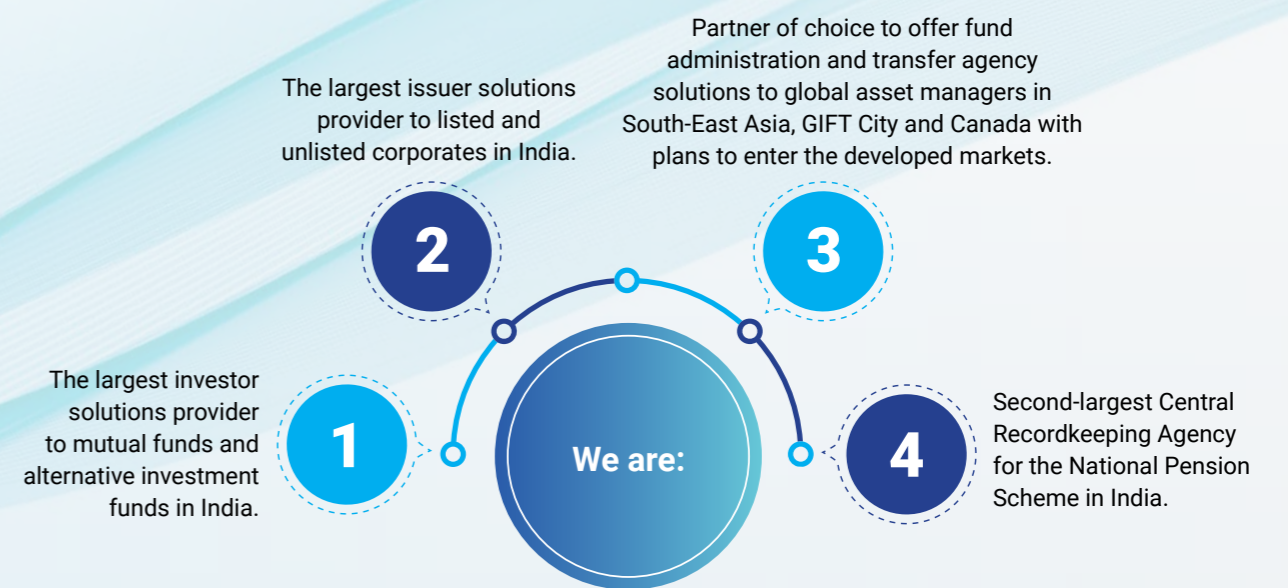 We are:
1
The largest investor
solutions provider
to mutual funds and
alternative investment
funds in India.
2
The largest issuer solutions
provider to listed and
unlisted corporates in India.
3
Partner of choice to offer fund
administration and transfer agency
solutions to global asset managers in
South-East Asia, GIFT City and Canada with
plans to enter the developed markets.
4
Second-largest Central
Recordkeeping Agency
for the National Pension
Scheme in India.